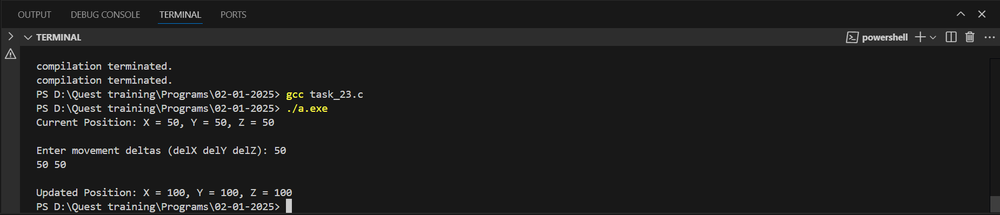 OUTPUT DEBUG CONSOLE TERMINAL PORTS
TERMINAL powershell
compilation terminated.
compilation terminated.
PS D:\Quest training\Programs\02-01-2025> gcc task_23.c
PS D:\Quest training\Programs\02-01-2025> ./a.exe
Current Position: X = 50, Y = 50, Z = 50
Enter movement deltas (delX delY delZ): 50
50 50
Updated Position: X = 100, Y = 100, Z = 100
PS D:\Quest training\Programs\02-01-2025>